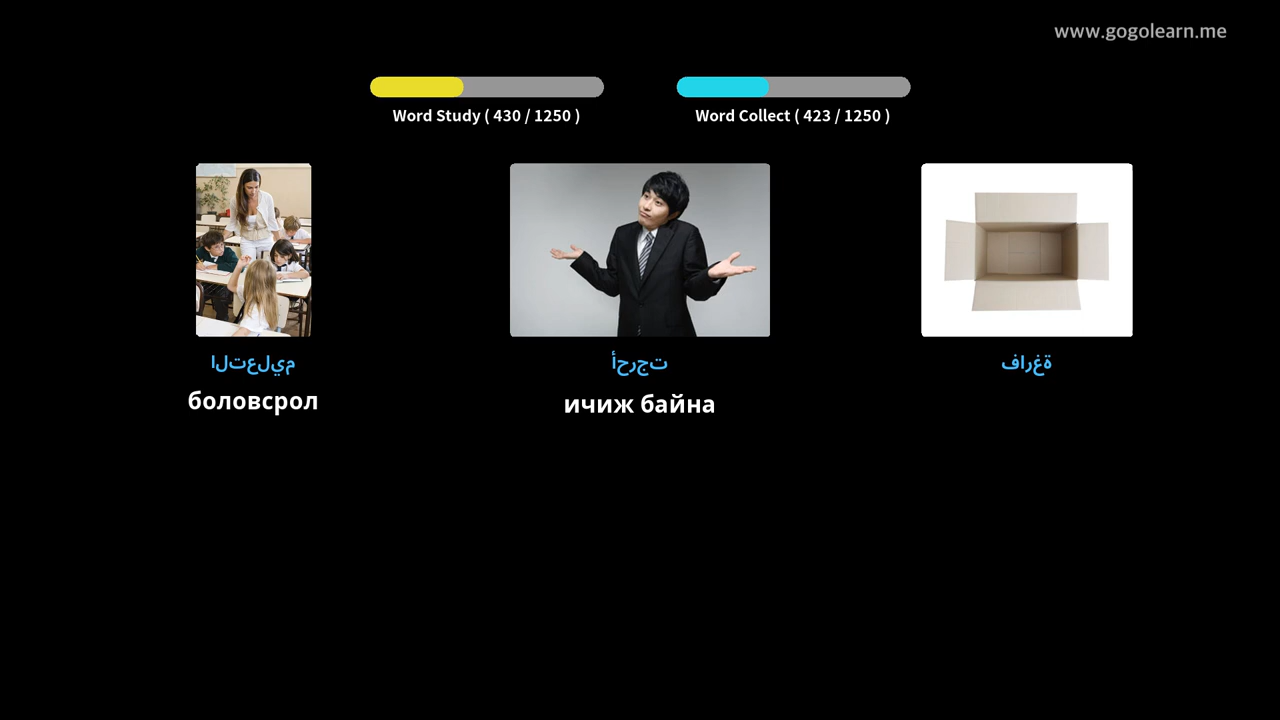 www.gogolearn.me
Word Study ( 430 / 1250 )
Word Collect ( 423 / 1250 )
التعليم
боловсрол
أحرجت
ичиж байна
فارغة